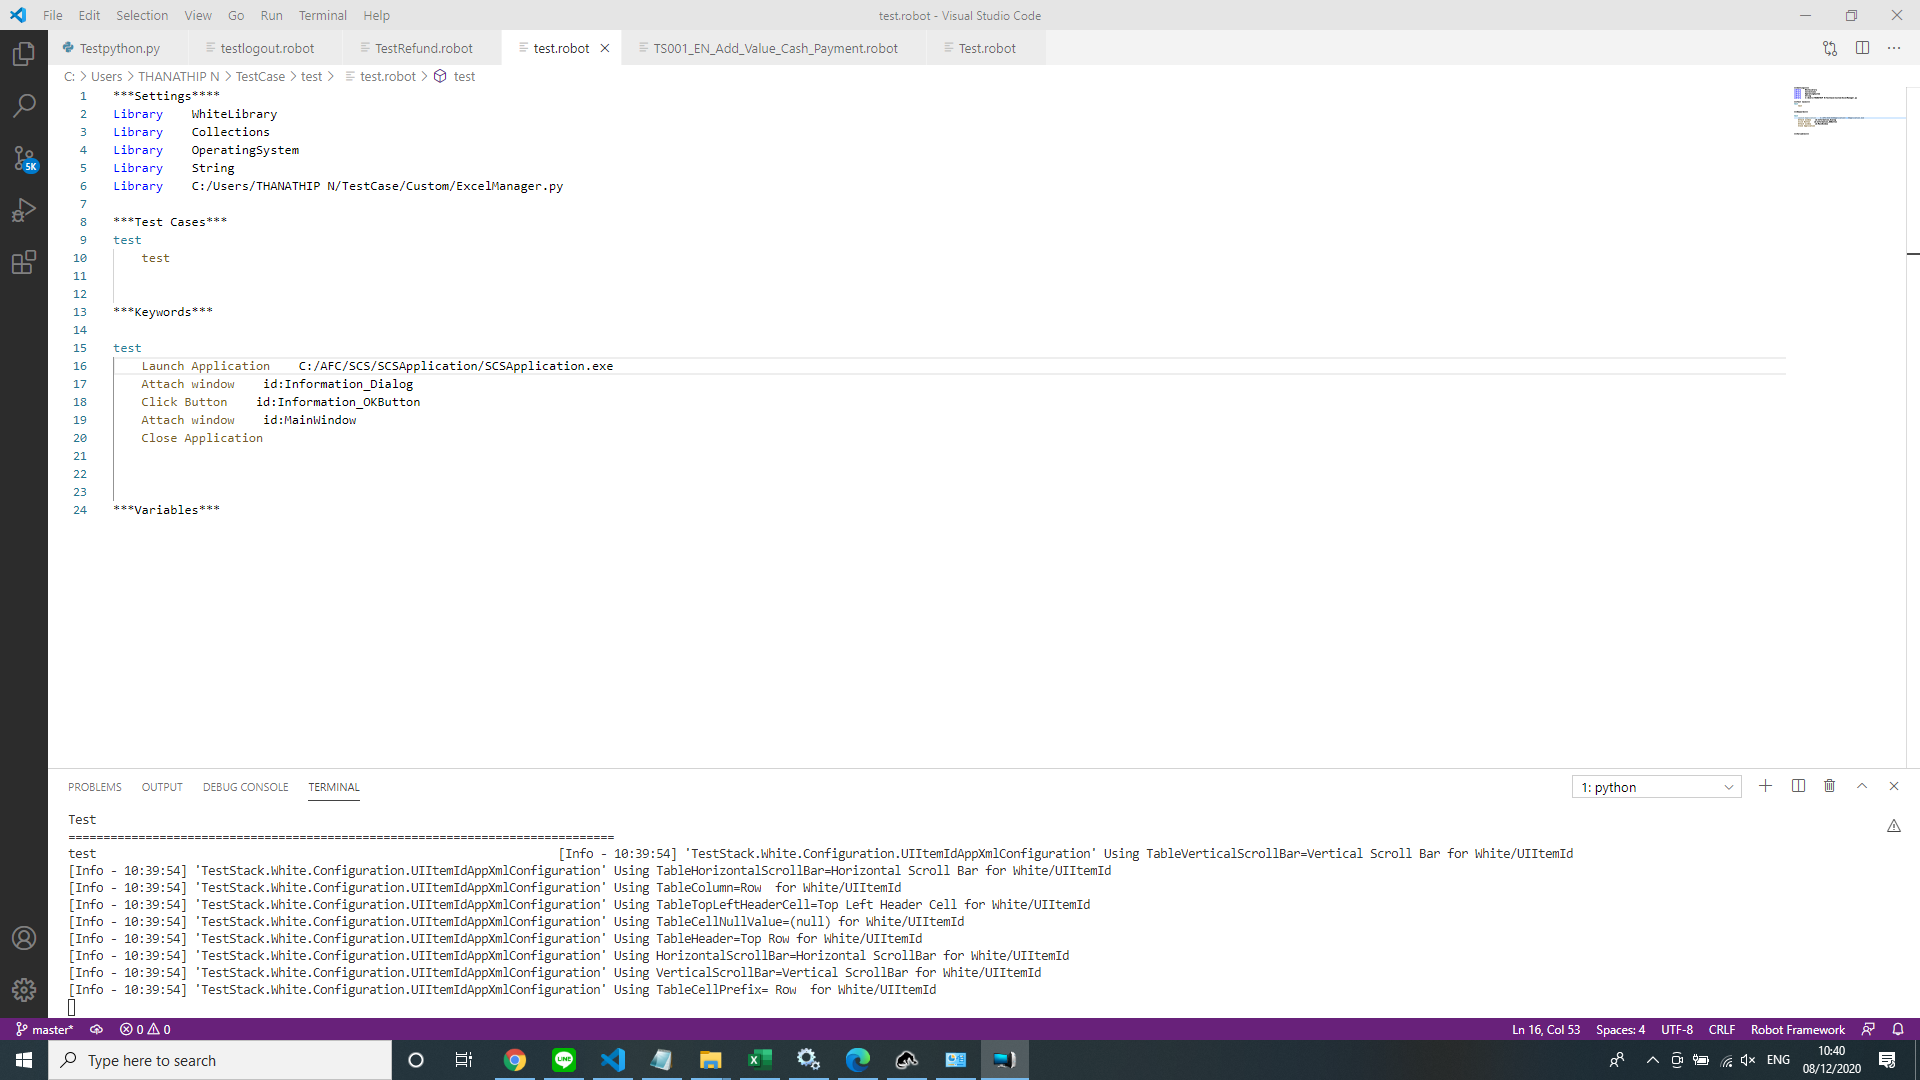 File Edit Selection View Go Run Terminal Help test.robot - Visual Studio Code
Testpython.py testlogout.robot TestRefund.robot test.robot TS001_EN_Add_Value_Cash_Payment.robot Test.robot
C: > Users > THANATHIP N > TestCase > test > test.robot > test
1 ***Settings****
2 Library    WhiteLibrary
3 Library    Collections
4 Library    OperatingSystem
5 Library    String
6 Library    C:/Users/THANATHIP N/TestCase/Custom/ExcelManager.py
7
8 ***Test Cases***
9 test
10     test
11
12
13 ***Keywords***
14
15 test
16     Launch Application    C:/AFC/SCS/SCSApplication/SCSApplication.exe
17     Attach window    id:Information_Dialog
18     Click Button    id:Information_OKButton
19     Attach window    id:MainWindow
20     Close Application
21
22
23
24 ***Variables***
5K
PROBLEMS OUTPUT DEBUG CONSOLE TERMINAL 1: python
Test
==============================================================================
test [Info - 10:39:54] 'TestStack.White.Configuration.UIItemIdAppXmlConfiguration' Using TableVerticalScrollBar=Vertical Scroll Bar for White/UIItemId
[Info - 10:39:54] 'TestStack.White.Configuration.UIItemIdAppXmlConfiguration' Using TableHorizontalScrollBar=Horizontal Scroll Bar for White/UIItemId
[Info - 10:39:54] 'TestStack.White.Configuration.UIItemIdAppXmlConfiguration' Using TableColumn=Row  for White/UIItemId
[Info - 10:39:54] 'TestStack.White.Configuration.UIItemIdAppXmlConfiguration' Using TableTopLeftHeaderCell=Top Left Header Cell for White/UIItemId
[Info - 10:39:54] 'TestStack.White.Configuration.UIItemIdAppXmlConfiguration' Using TableCellNullValue=(null) for White/UIItemId
[Info - 10:39:54] 'TestStack.White.Configuration.UIItemIdAppXmlConfiguration' Using TableHeader=Top Row for White/UIItemId
[Info - 10:39:54] 'TestStack.White.Configuration.UIItemIdAppXmlConfiguration' Using HorizontalScrollBar=Horizontal ScrollBar for White/UIItemId
[Info - 10:39:54] 'TestStack.White.Configuration.UIItemIdAppXmlConfiguration' Using VerticalScrollBar=Vertical ScrollBar for White/UIItemId
[Info - 10:39:54] 'TestStack.White.Configuration.UIItemIdAppXmlConfiguration' Using TableCellPrefix= Row  for White/UIItemId
master* 0 0 Ln 16, Col 53 Spaces: 4 UTF-8 CRLF Robot Framework
Type here to search LINE ENG 10:40
08/12/2020